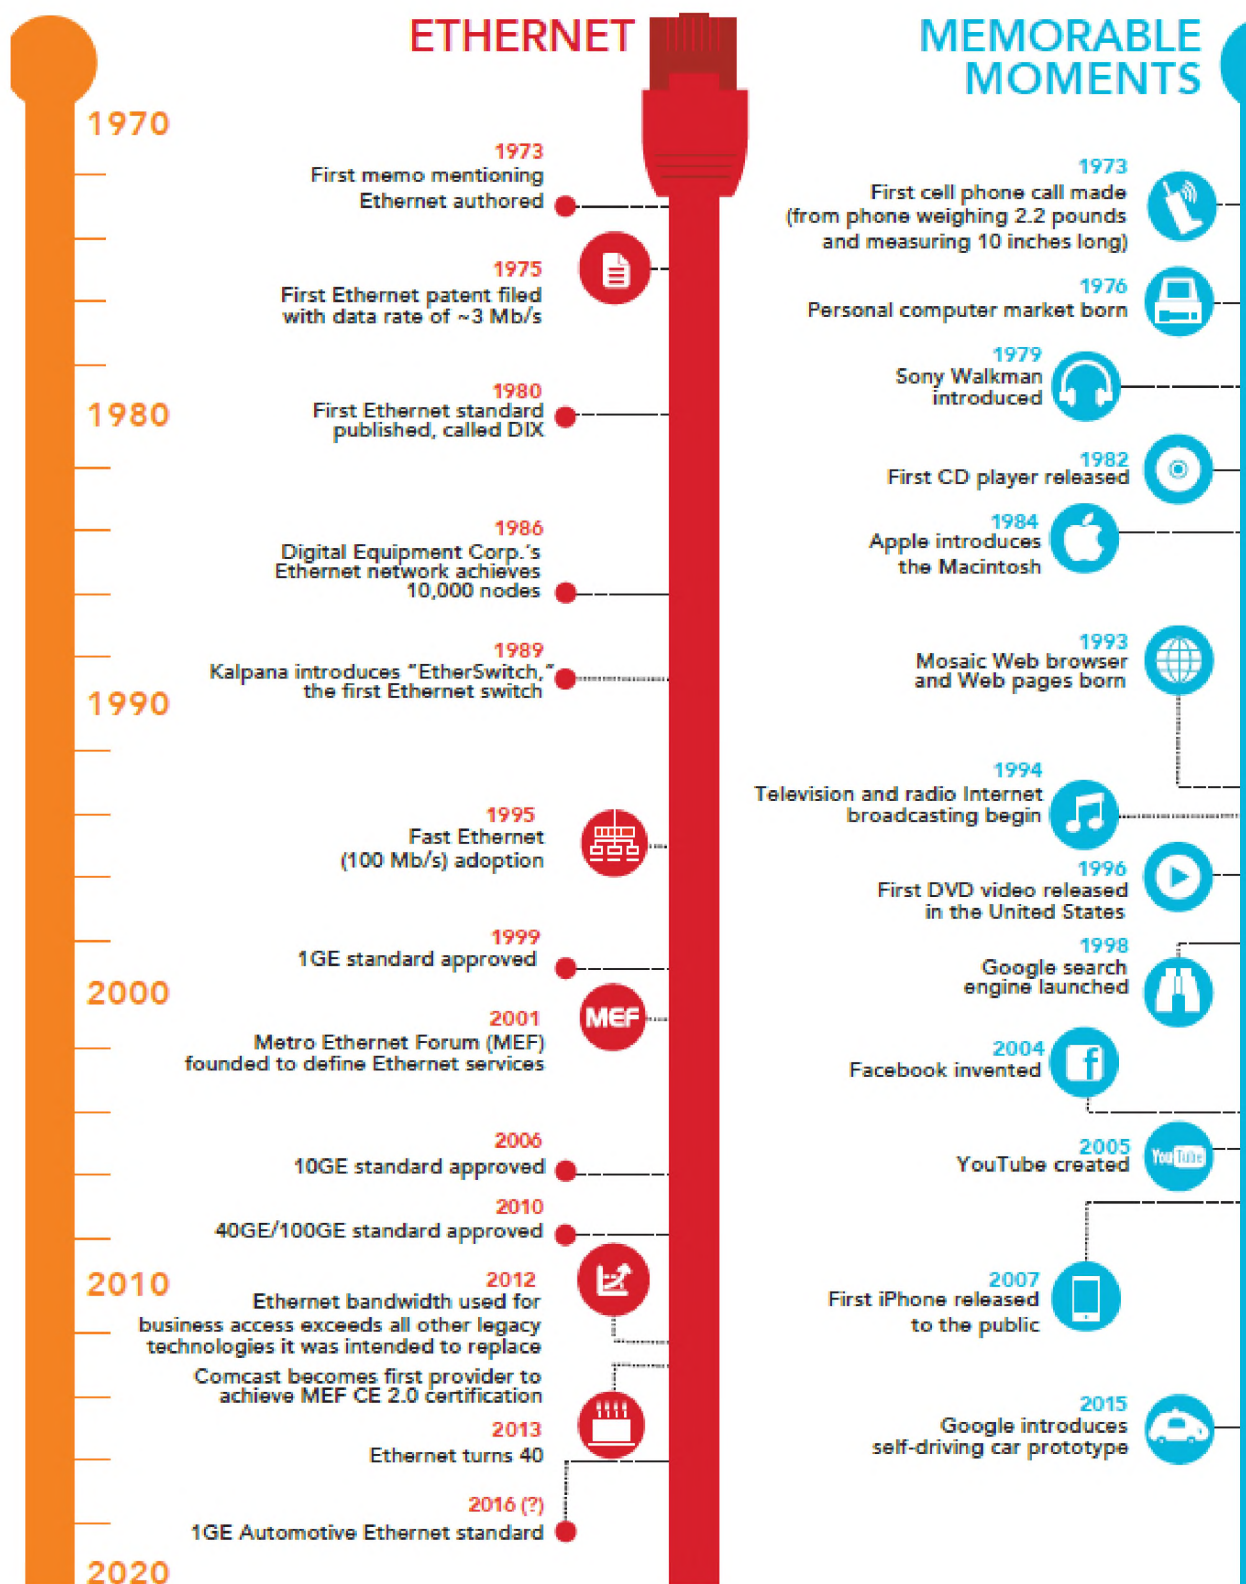 ETHERNET
MEMORABLE
MOMENTS
1970
1980
1990
2000
2010
2020
1973
First memo mentioning
Ethernet authored
1975
First Ethernet patent filed
with data rate of ~3 Mb/s
1980
First Ethernet standard
published, called DIX
1986
Digital Equipment Corp.'s
Ethernet network achieves
10,000 nodes
1989
Kalpana introduces "EtherSwitch,"
the first Ethernet switch
1995
Fast Ethernet
(100 Mb/s) adoption
1999
1GE standard approved
MEF
2001
Metro Ethernet Forum (MEF)
founded to define Ethernet services
2006
10GE standard approved
2010
40GE/100GE standard approved
2012
Ethernet bandwidth used for
business access exceeds all other legacy
technologies it was intended to replace
Comcast becomes first provider to
achieve MEF CE 2.0 certification
2013
Ethernet turns 40
2016 (?)
1GE Automotive Ethernet standard
1973
First cell phone call made
(from phone weighing 2.2 pounds
and measuring 10 inches long)
1976
Personal computer market born
1979
Sony Walkman
introduced
1982
First CD player released
1984
Apple introduces
the Macintosh
1993
Mosaic Web browser
and Web pages born
1994
Television and radio Internet
broadcasting begin
1996
First DVD video released
in the United States
1998
Google search
engine launched
2004
Facebook invented
f
2005
YouTube created
YouTube
2007
First iPhone released
to the public
2015
Google introduces
self-driving car prototype